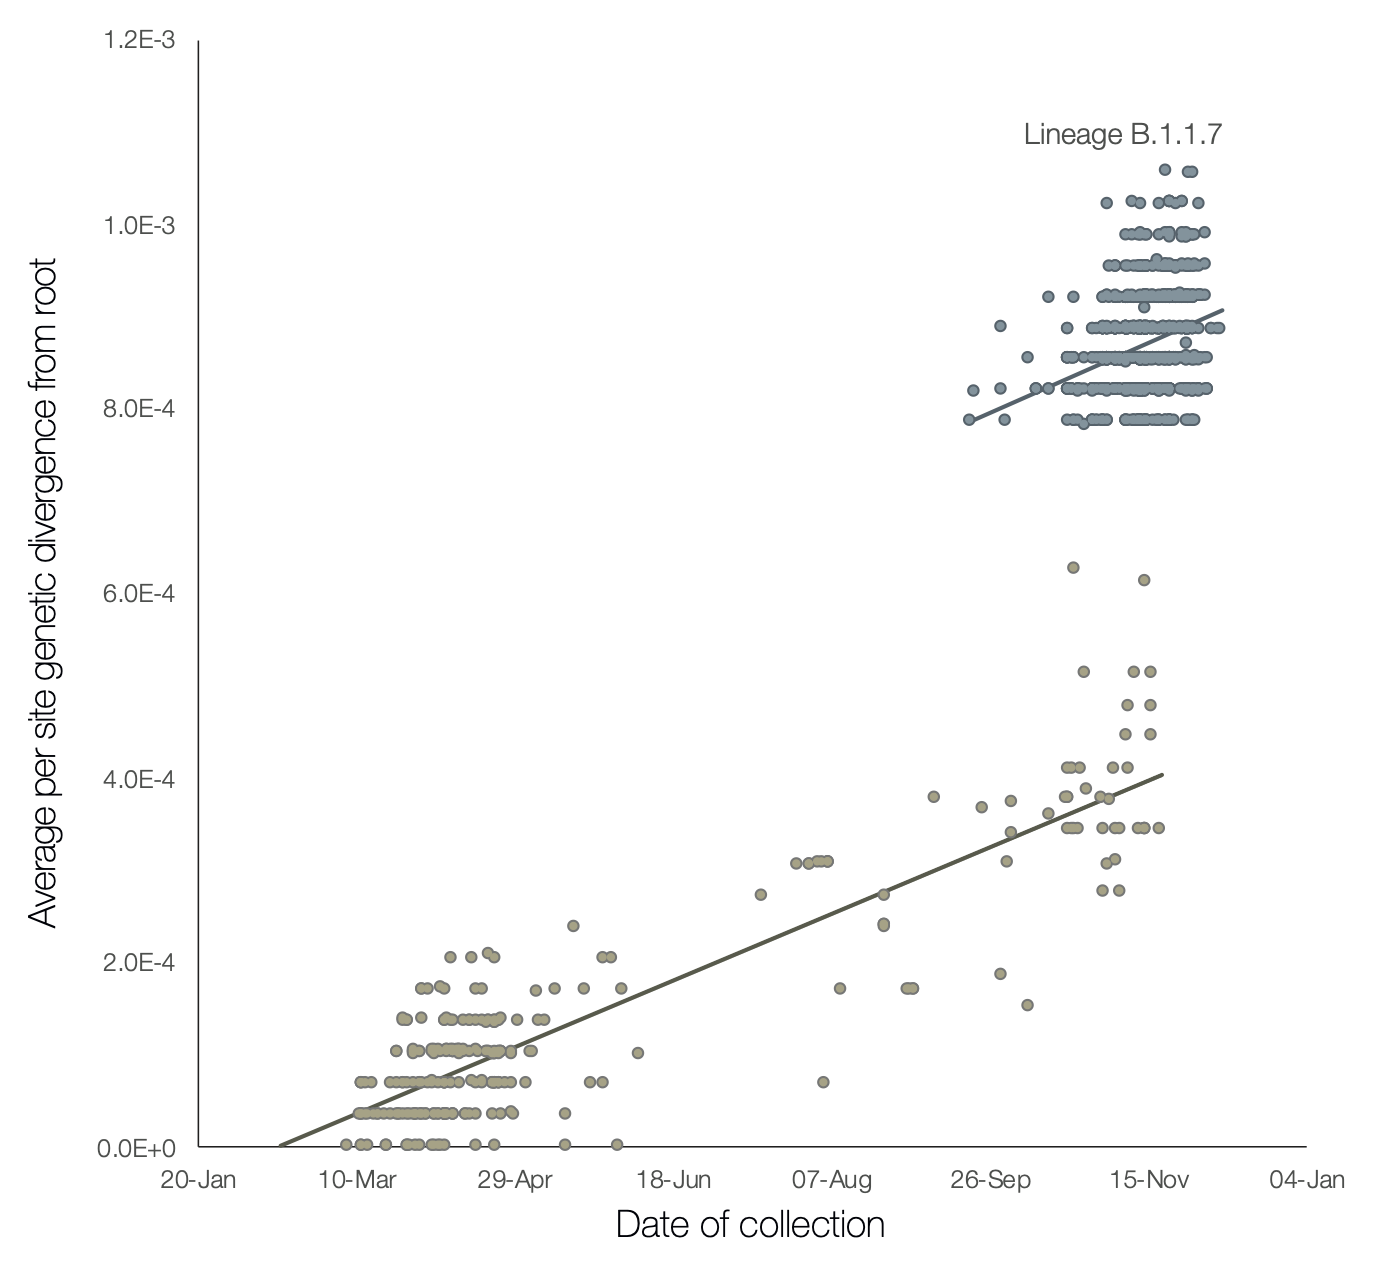 1.2E-3
Lineage B.1.1.7
1.0E-3
8.0E-4
6.0E-4
4.0E-4
2.0E-4
0.0E+0
Average per site genetic divergence from root
20-Jan 10-Mar 29-Apr 18-Jun 07-Aug 26-Sep 15-Nov 04-Jan
Date of collection